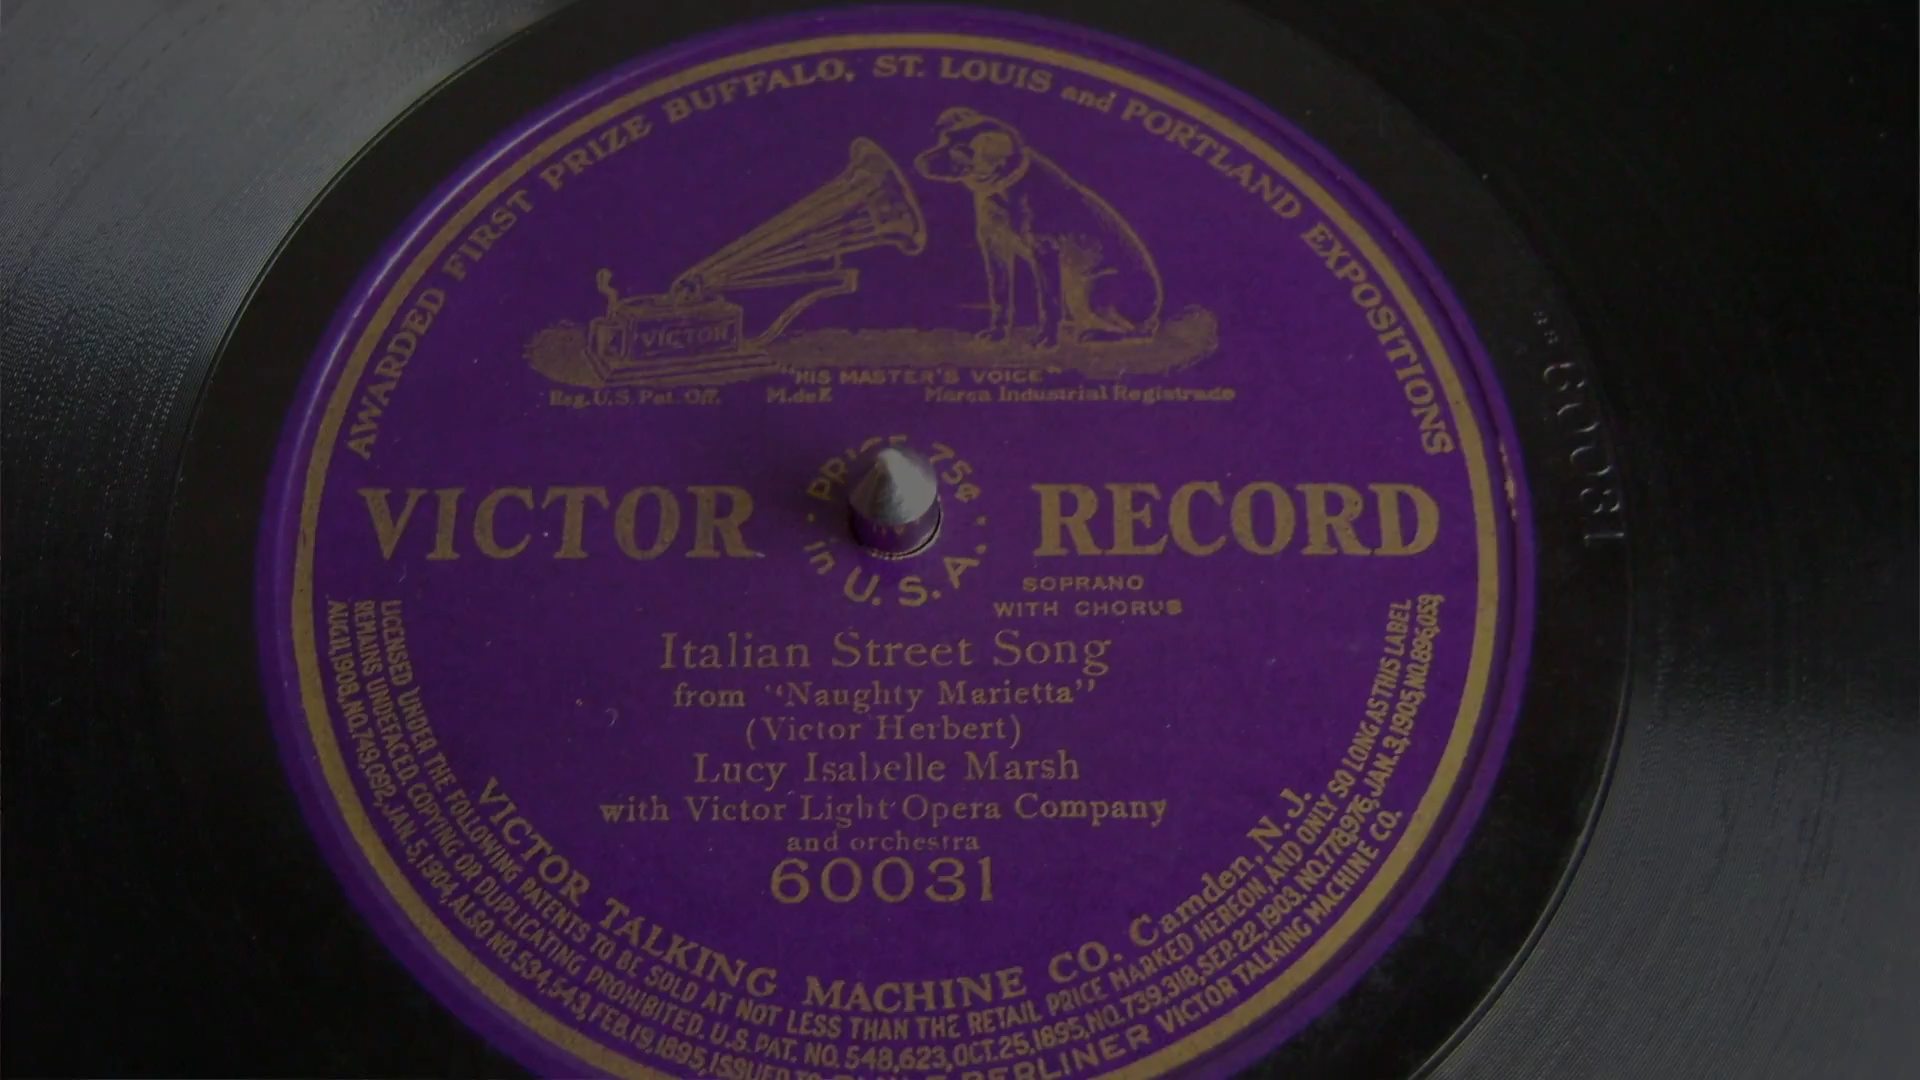 AWARDED FIRST PRIZE BUFFALO, ST. LOUIS and PORTLAND EXPOSITIONS
VICTOR
"HIS MASTER'S VOICE"
Reg. U.S. Pat. Off. M.deF. Marca Industrial Registrada
PRICE 75¢
VICTOR RECORD
in U.S.A.
SOPRANO
WITH CHORUS
Italian Street Song
from "Naughty Marietta"
(Victor Herbert)
Lucy Isabelle Marsh
with Victor Light Opera Company
and orchestra
60031
VICTOR TALKING MACHINE CO. Camden, N. J.
LICENSED UNDER THE FOLLOWING PATENTS TO BE SOLD AT NOT LESS THAN THE RETAIL PRICE MARKED HEREON, AND ONLY SO LONG AS THIS LABEL
REMAINS UNDEFACED. COPYING OR DUPLICATING PROHIBITED. U.S. PAT. NO. 548,623, OCT. 25, 1895, NO. 739,318, SEP. 22, 1903. NO. 778,976, JAN. 3, 1905, NO. 896,059,
AUG. 11, 1908, NO. 749,092, JAN. 5, 1904, ALSO NO. 534,543, FEB. 19, 1895, ISSUED TO BERLINER VICTOR TALKING MACHINE CO.
60031